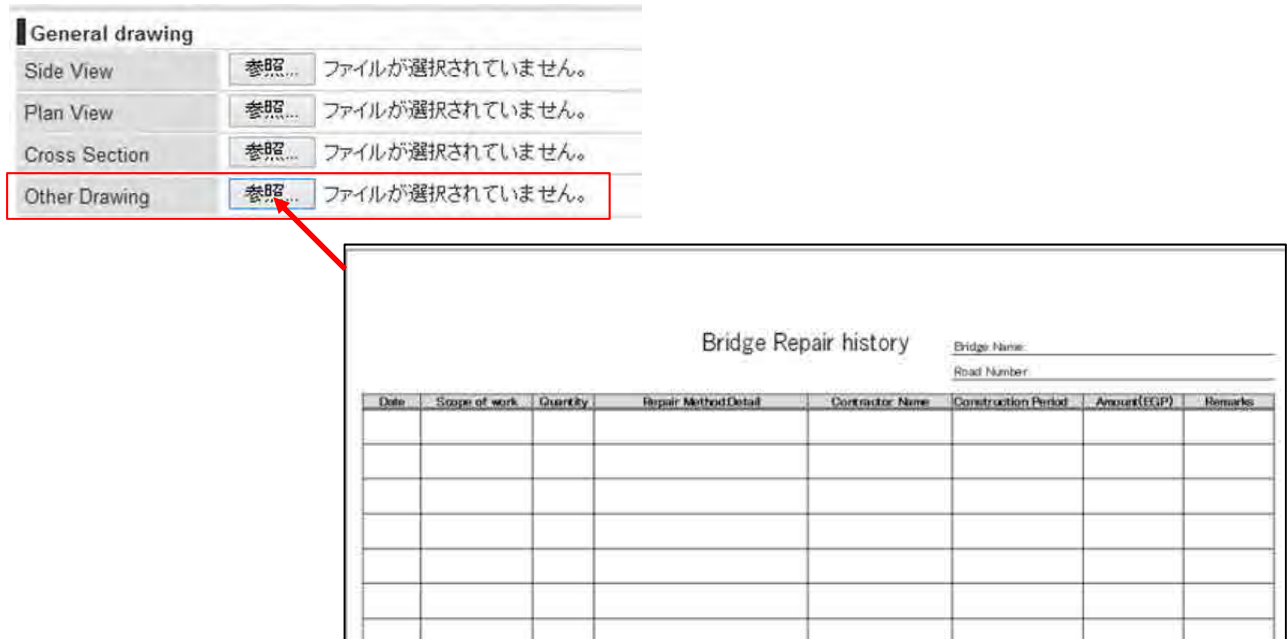 General drawing
Side View 参照... ファイルが選択されていません。
Plan View 参照... ファイルが選択されていません。
Cross Section 参照... ファイルが選択されていません。
Other Drawing 参照... ファイルが選択されていません。
Bridge Repair history
Bridge Name:
Road Number
Date Scope of work Quantity Repair Method.Detail Contractor Name Construction Period Amount(EGP) Remarks